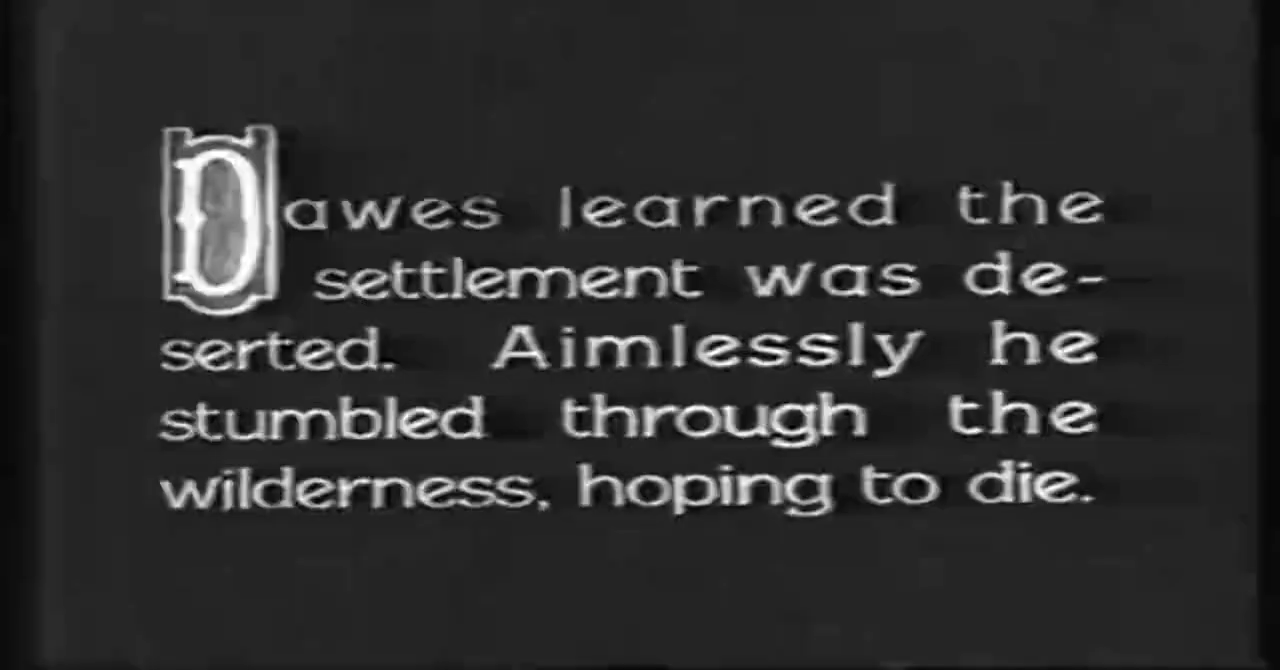 Dawes learned the
settlement was de-
serted. Aimlessly he
stumbled through the
wilderness, hoping to die.